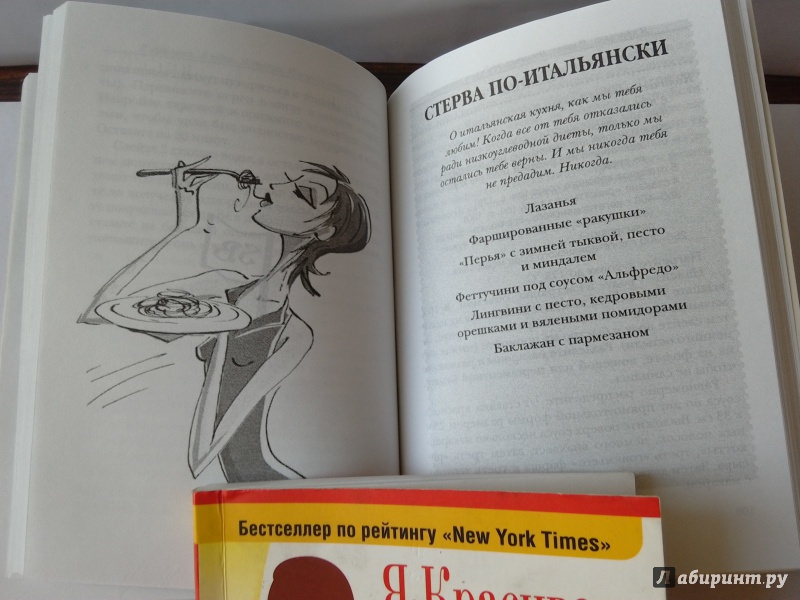 СТЕРВА ПО-ИТАЛЬЯНСКИ
О итальянская кухня, как мы тебя
любим! Когда все от тебя отказались
ради низкоуглеводной диеты, только мы
остались тебе верны. И мы никогда тебя
не предадим. Никогда.
Лазанья
Фаршированные «ракушки»
«Перья» с зимней тыквой, песто
и миндалем
Феттучини под соусом «Альфредо»
Лингвини с песто, кедровыми
орешками и вялеными помидорами
Баклажан с пармезаном
Бестселлер по рейтингу «New York Times»
Я
Лабиринт.ру